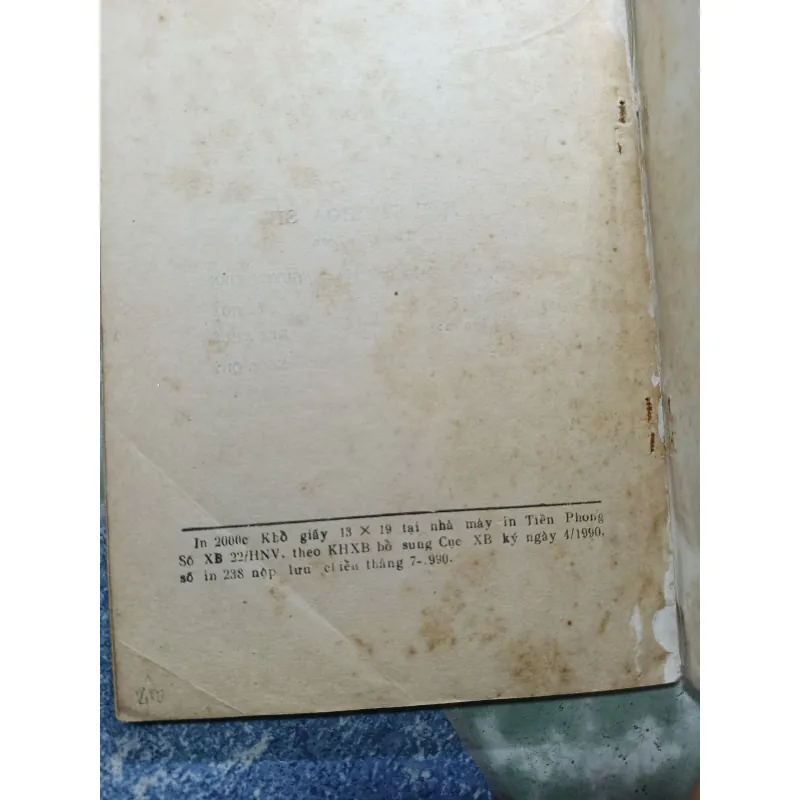 In 2000c Khổ giấy 13 × 19 tại nhà máy in Tiền Phong
Số XB 22/HNV. theo KHXB bổ sung Cục XB ký ngày 4/1990.
số in 238 nộp lưu chiểu tháng 7-.990.